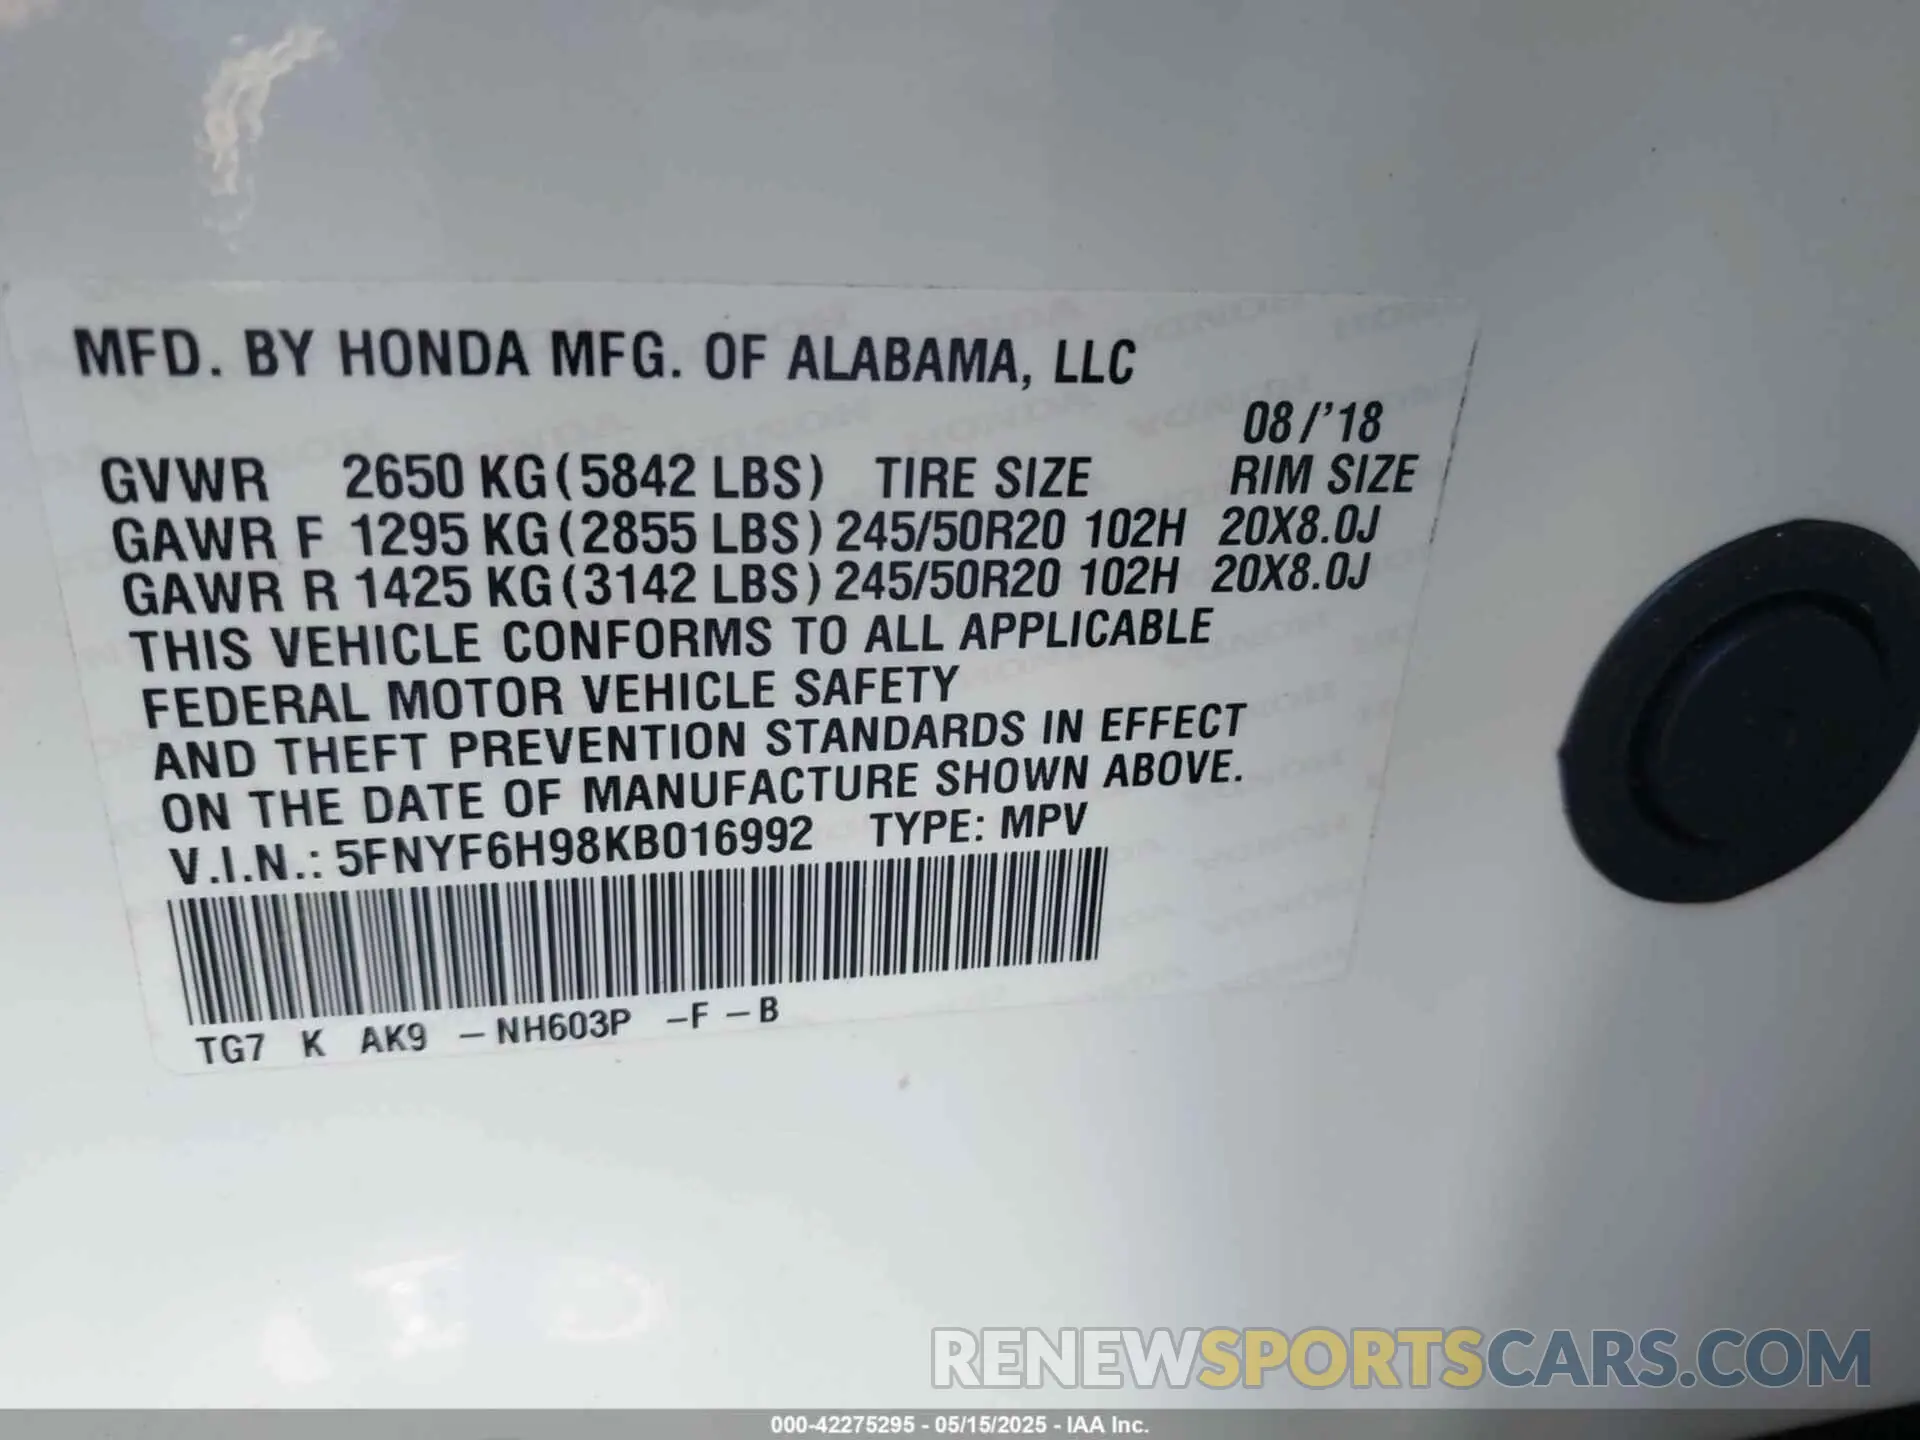 MFD. BY HONDA MFG. OF ALABAMA, LLC
08/'18
GVWR 2650 KG(5842 LBS) TIRE SIZE RIM SIZE
GAWR F 1295 KG(2855 LBS) 245/50R20 102H 20X8.0J
GAWR R 1425 KG(3142 LBS) 245/50R20 102H 20X8.0J
THIS VEHICLE CONFORMS TO ALL APPLICABLE
FEDERAL MOTOR VEHICLE SAFETY
AND THEFT PREVENTION STANDARDS IN EFFECT
ON THE DATE OF MANUFACTURE SHOWN ABOVE.
V.I.N.: 5FNYF6H98KB016992 TYPE: MPV
TG7 K AK9 -NH603P -F-B
RENEWSPORTSCARS.COM
000-42275295 - 05/15/2025 - IAA Inc.